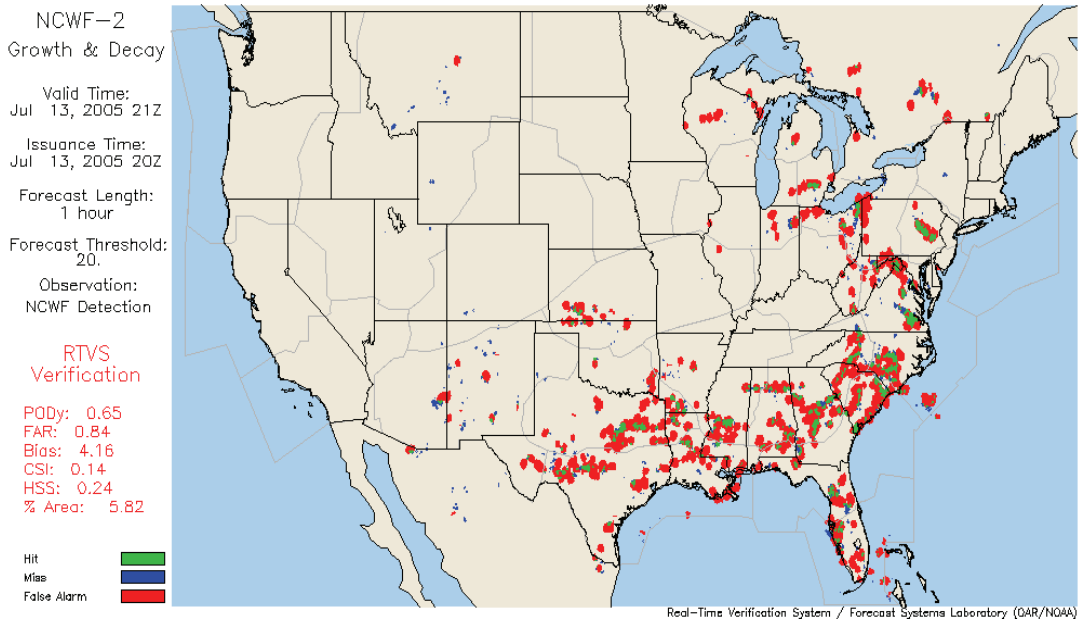 NCWF-2
Growth & Decay
Valid Time:
Jul 13, 2005 21Z
Issuance Time:
Jul 13, 2005 20Z
Forecast Length:
1 hour
Forecast Threshold:
20.
Observation:
NCWF Detection
RTVS
Verification
PODy: 0.65
FAR: 0.84
Bias: 4.16
CSI: 0.14
HSS: 0.24
% Area: 5.82
Hit
Miss
False Alarm
Real-Time Verification System / Forecast Systems Laboratory (OAR/NOAA)